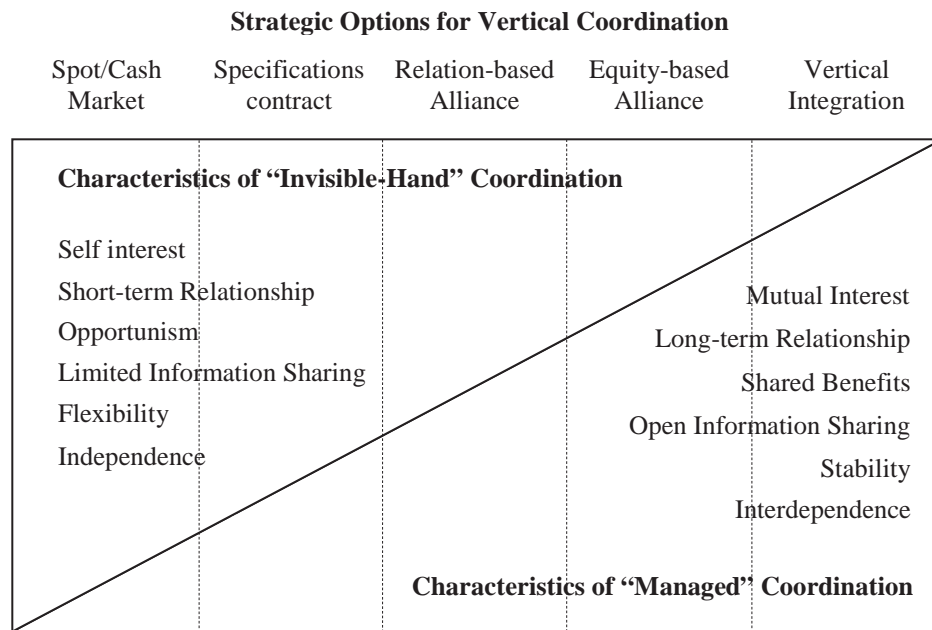 Strategic Options for Vertical Coordination
Spot/Cash
Market
Specifications
contract
Relation-based
Alliance
Equity-based
Alliance
Vertical
Integration
Characteristics of “Invisible-Hand” Coordination
Self interest
Short-term Relationship
Opportunism
Limited Information Sharing
Flexibility
Independence
Mutual Interest
Long-term Relationship
Shared Benefits
Open Information Sharing
Stability
Interdependence
Characteristics of “Managed” Coordination